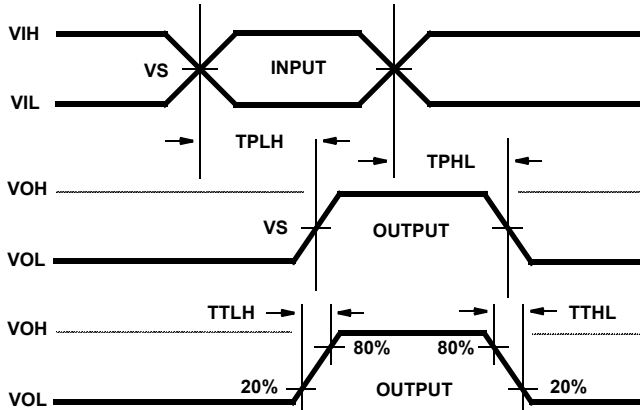 VIH
VS
INPUT
VIL
TPLH
TPHL
VOH
VS
OUTPUT
VOL
TTLH
TTHL
VOH
80%
80%
20%
OUTPUT
20%
VOL